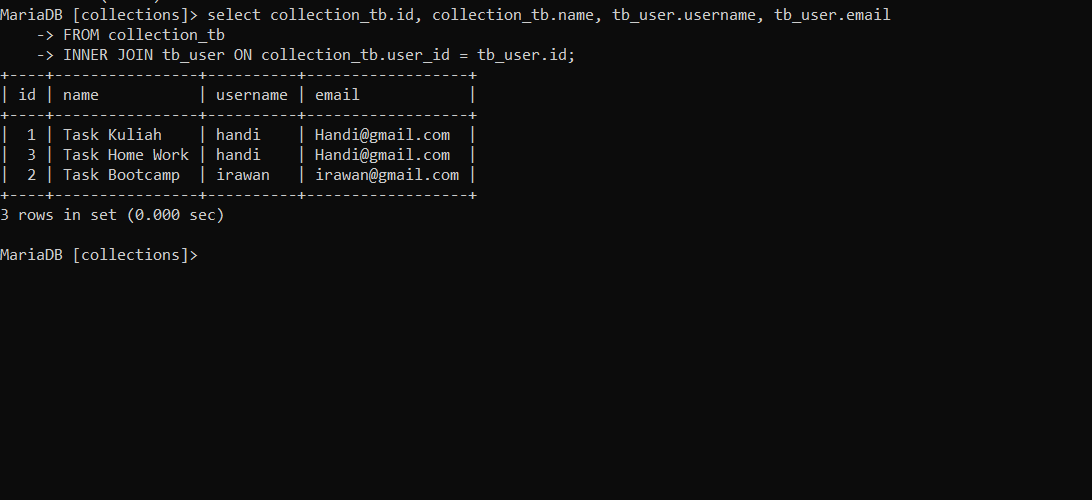 MariaDB [collections]> select collection_tb.id, collection_tb.name, tb_user.username, tb_user.email
    -> FROM collection_tb
    -> INNER JOIN tb_user ON collection_tb.user_id = tb_user.id;
+----+----------------+----------+-----------------+
| id | name           | username | email            |
+----+----------------+----------+-----------------+
|  1 | Task Kuliah    | handi    | Handi@gmail.com  |
|  3 | Task Home Work | handi    | Handi@gmail.com  |
|  2 | Task Bootcamp  | irawan   | irawan@gmail.com |
+----+----------------+----------+-----------------+
3 rows in set (0.000 sec)
MariaDB [collections]>